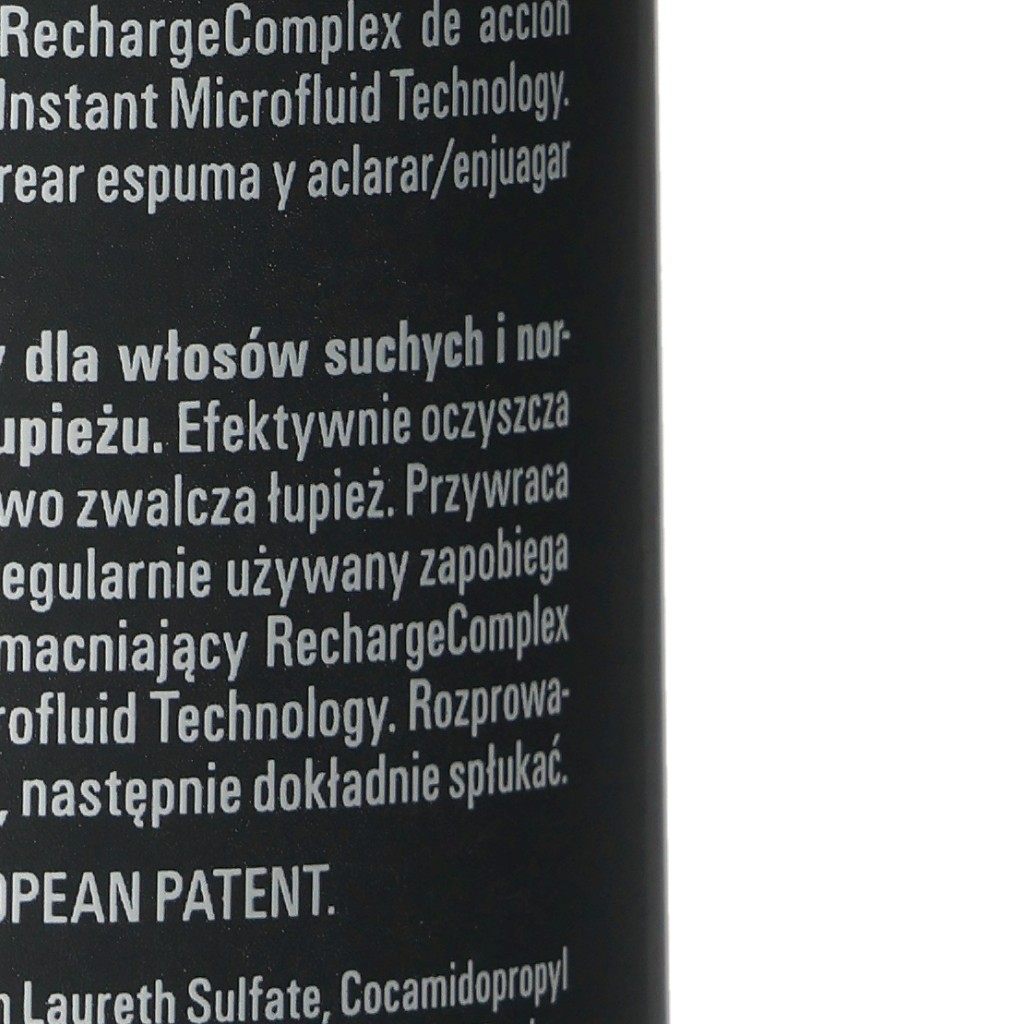 RechargeComplex de acción
Instant Microfluid Technology.
rear espuma y aclarar/enjuagar
dla włosów suchych i nor-
upieżu. Efektywnie oczyszcza
wo zwalcza łupież. Przywraca
egularnie używany zapobiega
macniający RechargeComplex
rofluid Technology. Rozprowa-
, następnie dokładnie spłukać.
OPEAN PATENT.
Laureth Sulfate, Cocamidopropyl